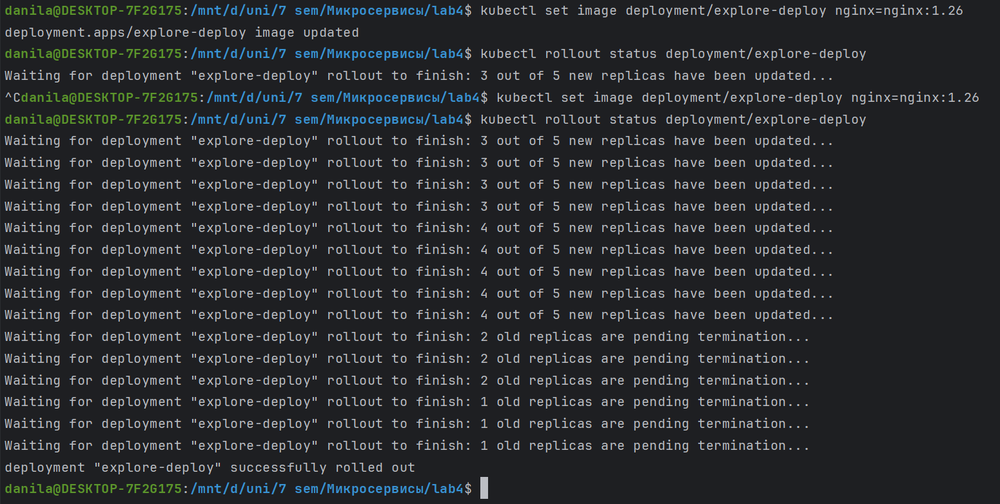 danila@DESKTOP-7F2G175:/mnt/d/uni/7 sem/Микросервисы/lab4$ kubectl set image deployment/explore-deploy nginx=nginx:1.26
deployment.apps/explore-deploy image updated
danila@DESKTOP-7F2G175:/mnt/d/uni/7 sem/Микросервисы/lab4$ kubectl rollout status deployment/explore-deploy
Waiting for deployment "explore-deploy" rollout to finish: 3 out of 5 new replicas have been updated...
^Cdanila@DESKTOP-7F2G175:/mnt/d/uni/7 sem/Микросервисы/lab4$ kubectl set image deployment/explore-deploy nginx=nginx:1.26
danila@DESKTOP-7F2G175:/mnt/d/uni/7 sem/Микросервисы/lab4$ kubectl rollout status deployment/explore-deploy
Waiting for deployment "explore-deploy" rollout to finish: 3 out of 5 new replicas have been updated...
Waiting for deployment "explore-deploy" rollout to finish: 3 out of 5 new replicas have been updated...
Waiting for deployment "explore-deploy" rollout to finish: 3 out of 5 new replicas have been updated...
Waiting for deployment "explore-deploy" rollout to finish: 3 out of 5 new replicas have been updated...
Waiting for deployment "explore-deploy" rollout to finish: 4 out of 5 new replicas have been updated...
Waiting for deployment "explore-deploy" rollout to finish: 4 out of 5 new replicas have been updated...
Waiting for deployment "explore-deploy" rollout to finish: 4 out of 5 new replicas have been updated...
Waiting for deployment "explore-deploy" rollout to finish: 4 out of 5 new replicas have been updated...
Waiting for deployment "explore-deploy" rollout to finish: 4 out of 5 new replicas have been updated...
Waiting for deployment "explore-deploy" rollout to finish: 2 old replicas are pending termination...
Waiting for deployment "explore-deploy" rollout to finish: 2 old replicas are pending termination...
Waiting for deployment "explore-deploy" rollout to finish: 2 old replicas are pending termination...
Waiting for deployment "explore-deploy" rollout to finish: 1 old replicas are pending termination...
Waiting for deployment "explore-deploy" rollout to finish: 1 old replicas are pending termination...
Waiting for deployment "explore-deploy" rollout to finish: 1 old replicas are pending termination...
deployment "explore-deploy" successfully rolled out
danila@DESKTOP-7F2G175:/mnt/d/uni/7 sem/Микросервисы/lab4$